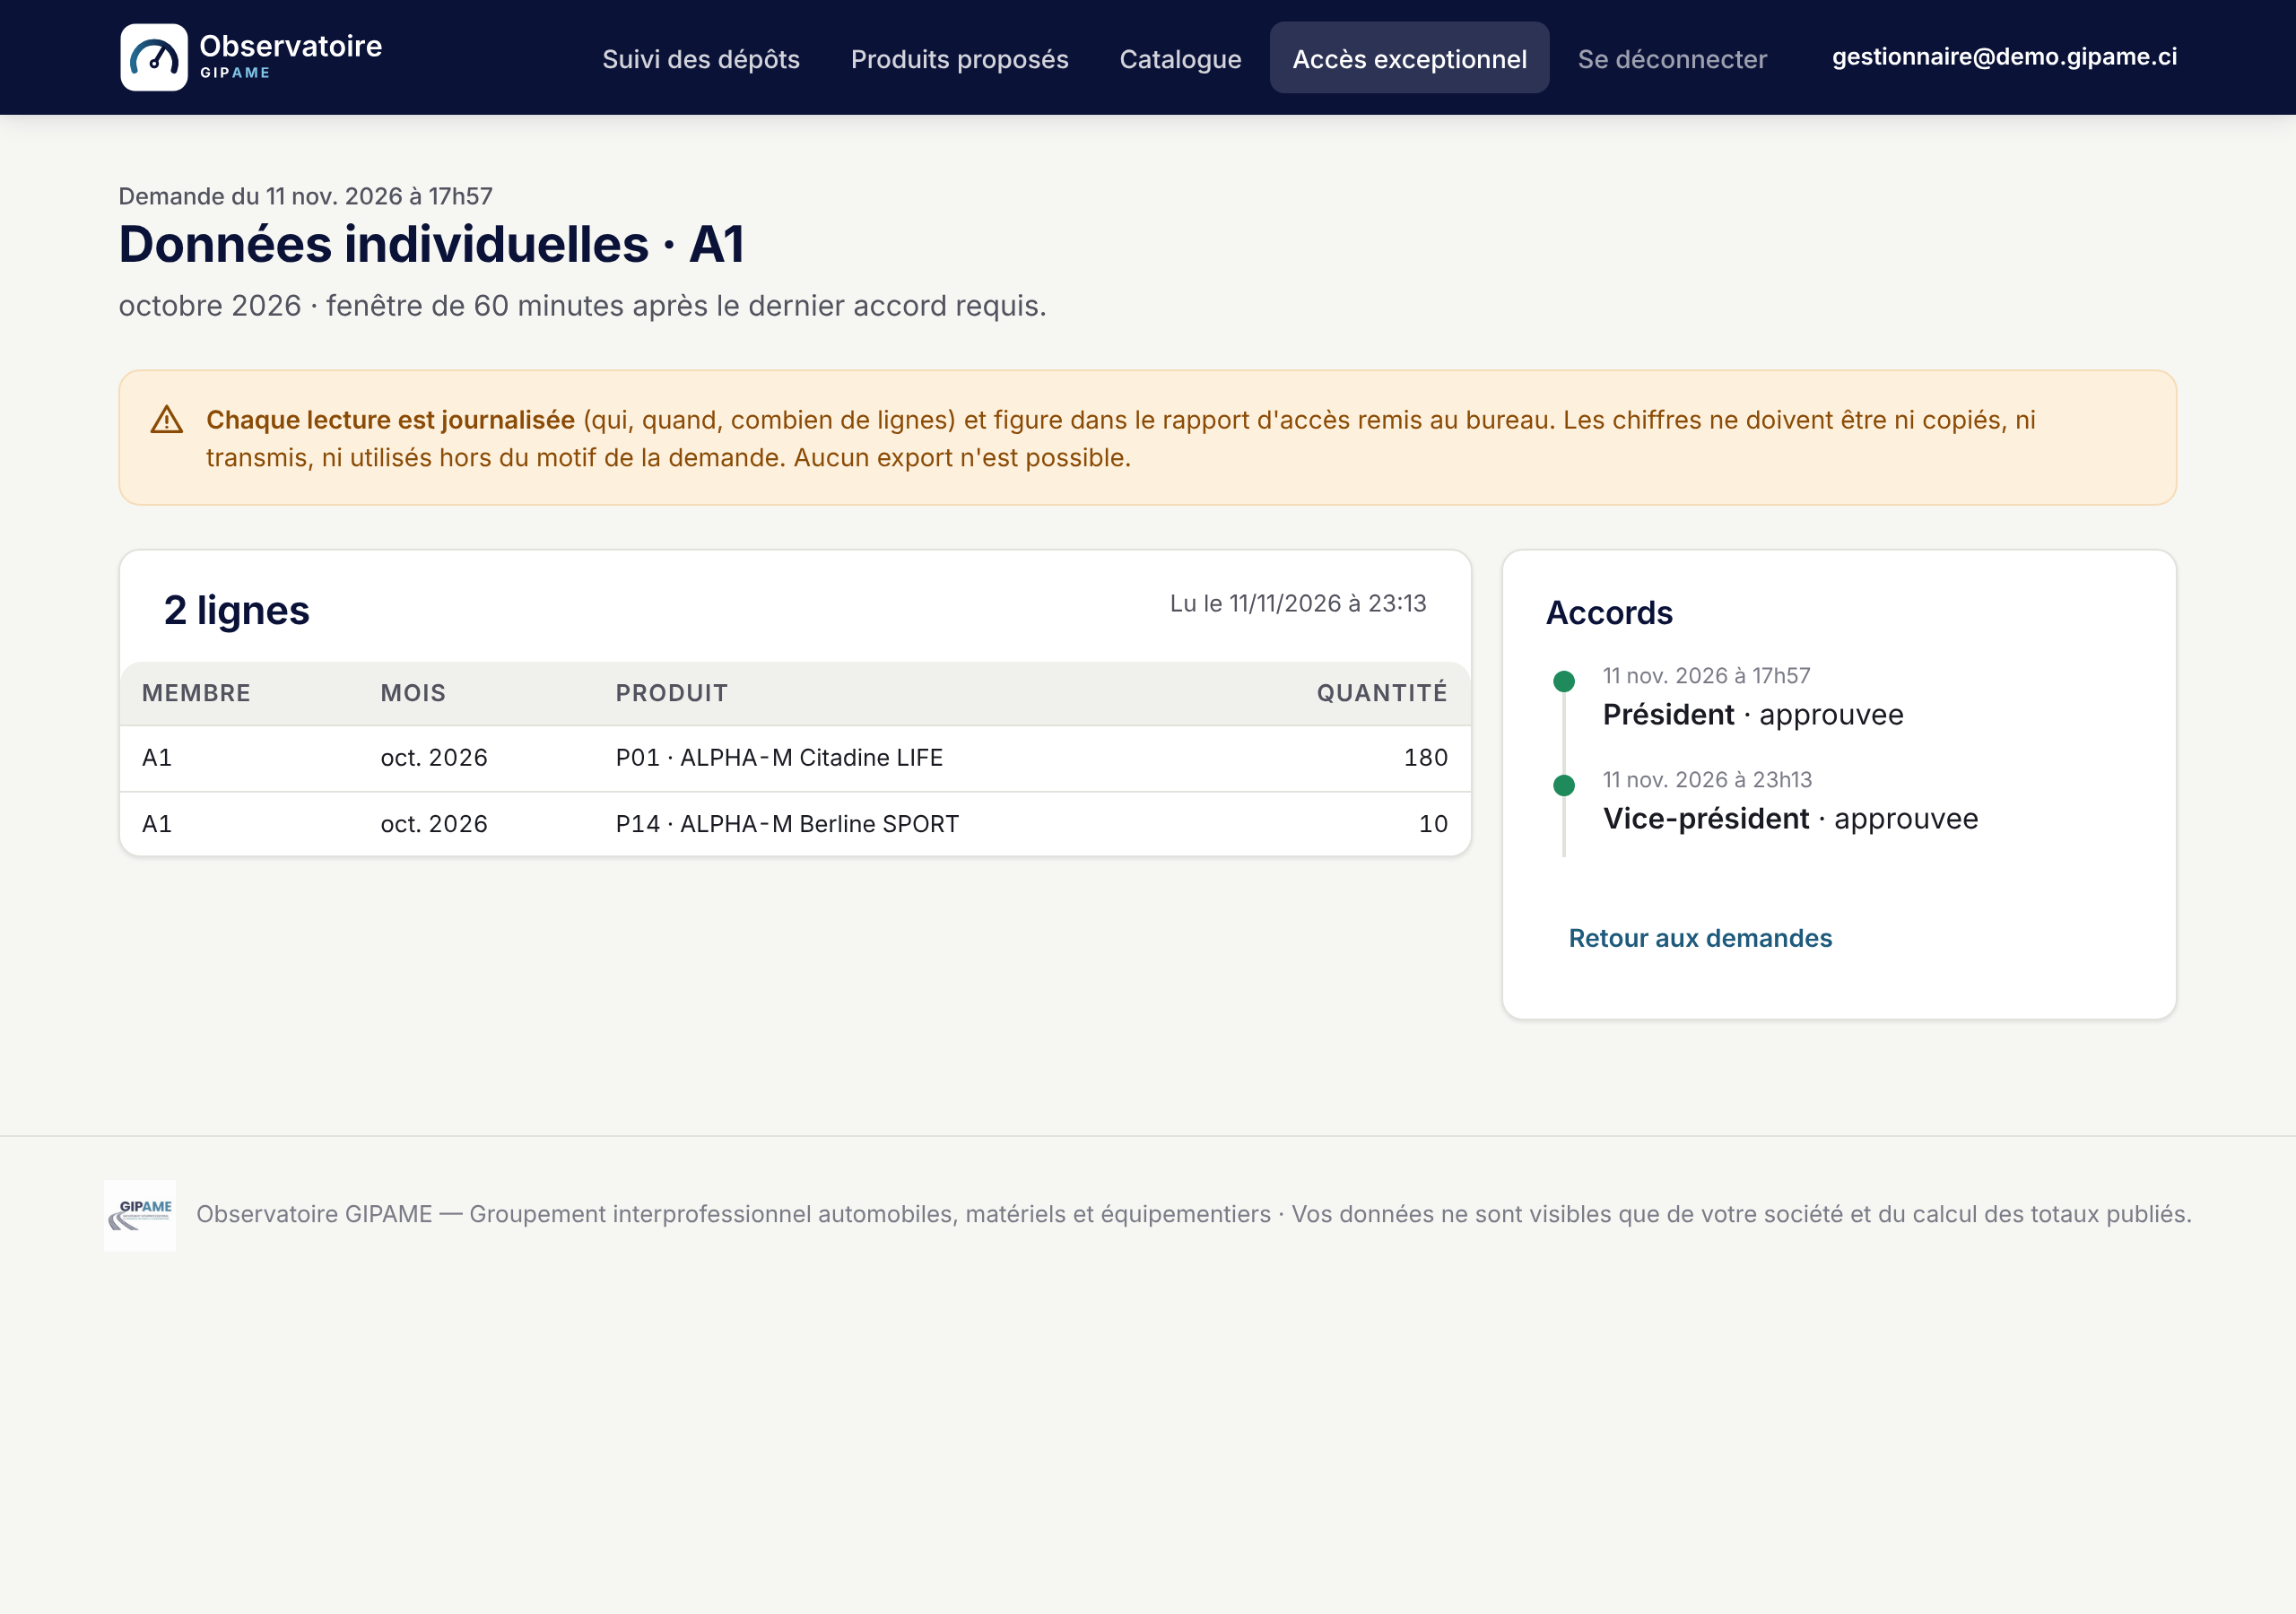 Observatoire
GIPAME
Suivi des dépôts
Produits proposés
Catalogue
Accès exceptionnel
Se déconnecter
gestionnaire@demo.gipame.ci
Demande du 11 nov. 2026 à 17h57
Données individuelles · A1
octobre 2026 · fenêtre de 60 minutes après le dernier accord requis.
Chaque lecture est journalisée (qui, quand, combien de lignes) et figure dans le rapport d'accès remis au bureau. Les chiffres ne doivent être ni copiés, ni
transmis, ni utilisés hors du motif de la demande. Aucun export n'est possible.
2 lignes
Lu le 11/11/2026 à 23:13
MEMBRE MOIS PRODUIT QUANTITÉ
A1 oct. 2026 P01 · ALPHA-M Citadine LIFE 180
A1 oct. 2026 P14 · ALPHA-M Berline SPORT 10
Accords
11 nov. 2026 à 17h57
Président · approuvee
11 nov. 2026 à 23h13
Vice-président · approuvee
Retour aux demandes
GIPAME
Observatoire GIPAME — Groupement interprofessionnel automobiles, matériels et équipementiers · Vos données ne sont visibles que de votre société et du calcul des totaux publiés.